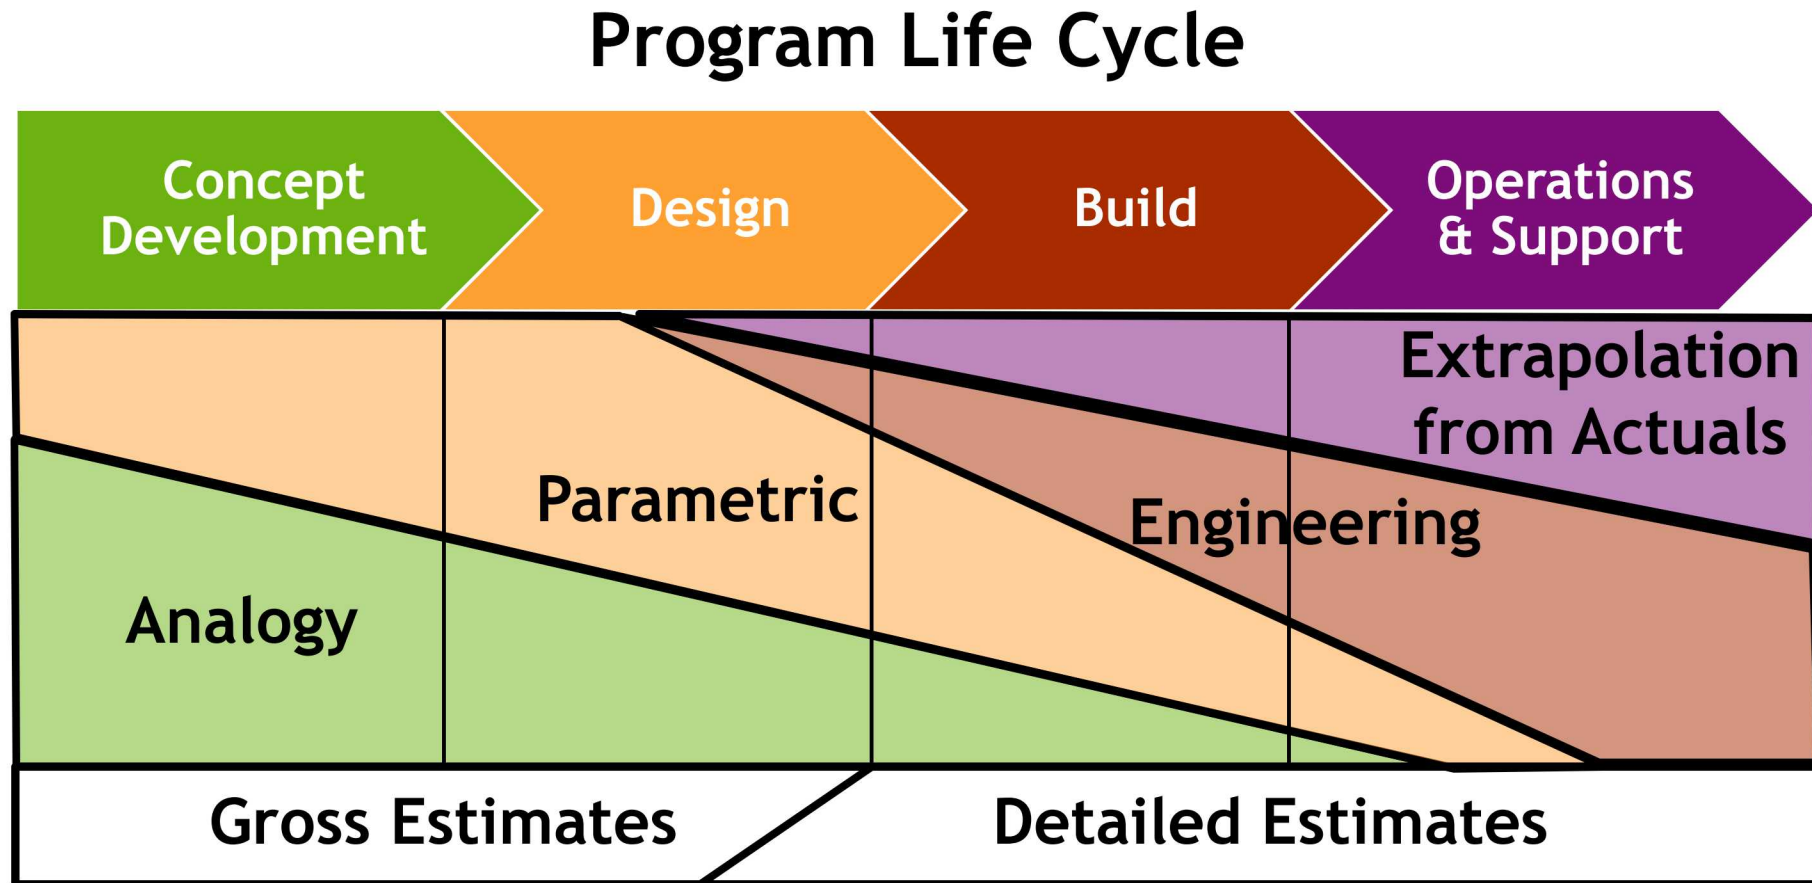 Program Life Cycle
Concept
Development
Design
Build
Operations
& Support
Extrapolation
from Actuals
Parametric
Engineering
Analogy
Gross Estimates
Detailed Estimates